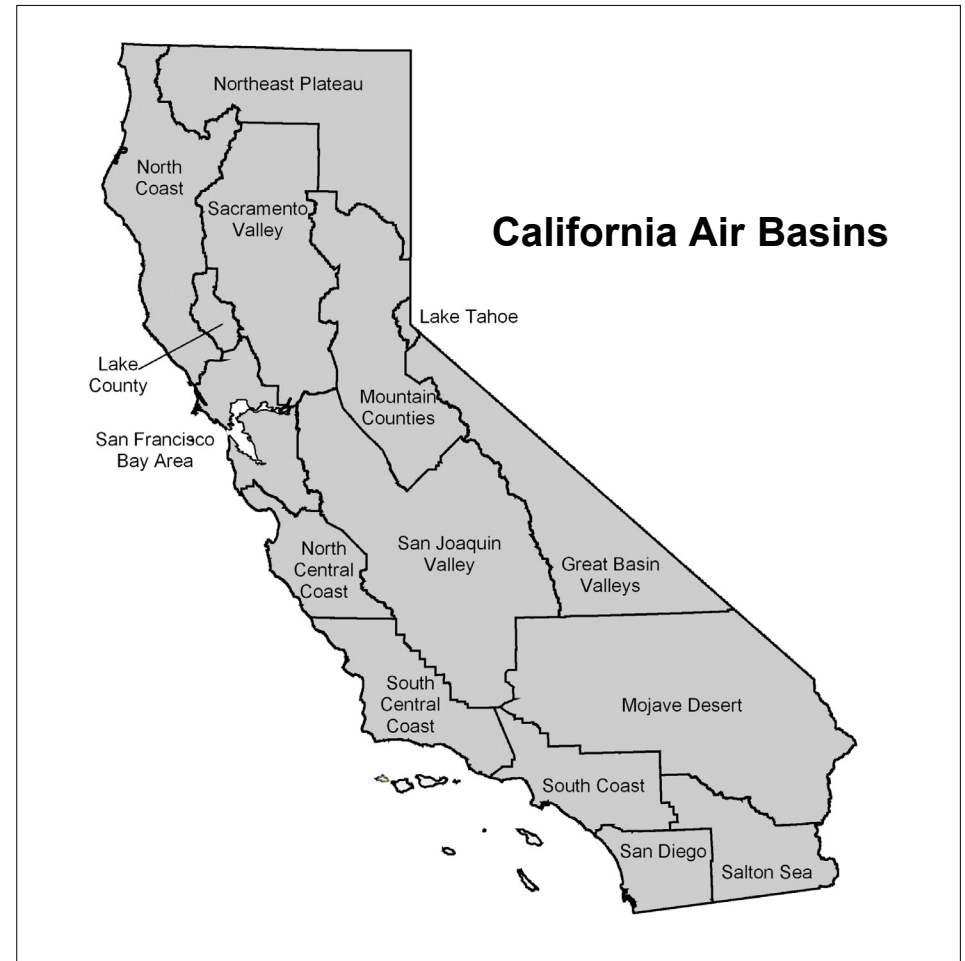 Northeast Plateau
North
Coast
Sacramento
Valley
California Air Basins
Lake Tahoe
Lake
County
Mountain
Counties
San Francisco
Bay Area
San Joaquin
Valley
North
Central
Coast
Great Basin
Valleys
South
Central
Coast
Mojave Desert
South Coast
San Diego
Salton Sea